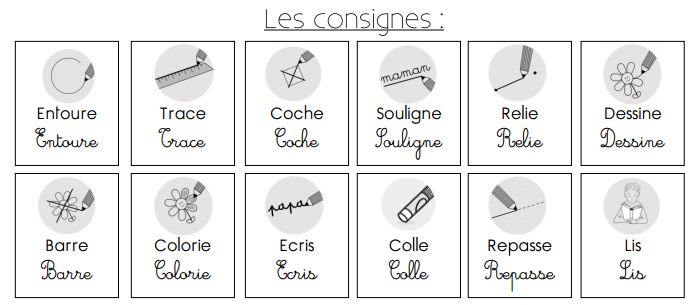 Les consignes :
maman
Entoure Trace Coche Souligne Relie Dessine
Entoure Trace Coche Souligne Relie Dessine
papa
Barre Colorie Ecris Colle Repasse Lis
Barre Colorie Ecris Colle Repasse Lis